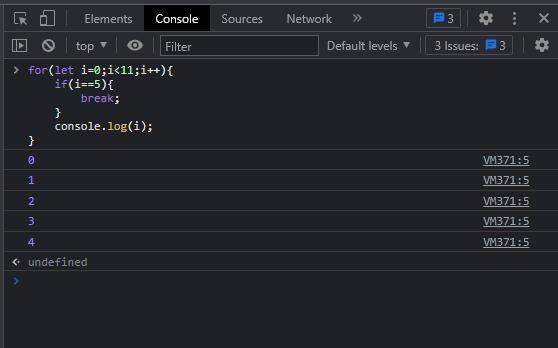 Elements Console Sources Network » 3
top ▼ Filter Default levels ▼ 3 Issues: 3
> for(let i=0;i<11;i++){
    if(i==5){
        break;
    }
    console.log(i);
}
0 VM371:5
1 VM371:5
2 VM371:5
3 VM371:5
4 VM371:5
undefined
>